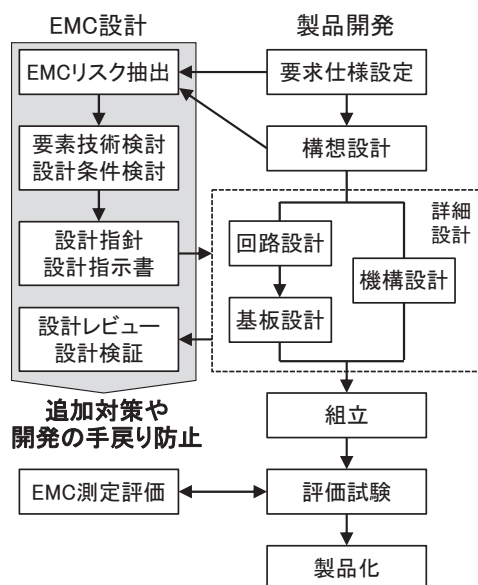 EMC設計
製品開発
EMCリスク抽出
要求仕様設定
要素技術検討
設計条件検討
構想設計
詳細
設計
設計指針
設計指示書
回路設計
機構設計
基板設計
設計レビュー
設計検証
追加対策や
開発の手戻り防止
組立
EMC測定評価
評価試験
製品化